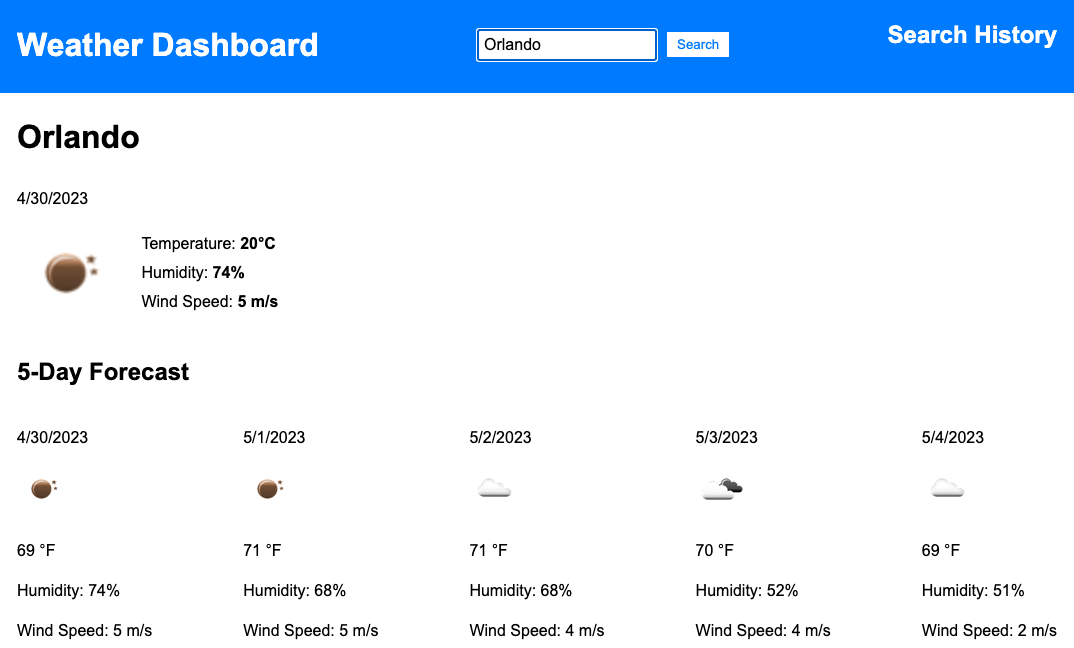 Weather Dashboard
Orlando
Search
Search History
Orlando
4/30/2023
Temperature: 20°C
Humidity: 74%
Wind Speed: 5 m/s
5-Day Forecast
4/30/2023
69 °F
Humidity: 74%
Wind Speed: 5 m/s
5/1/2023
71 °F
Humidity: 68%
Wind Speed: 5 m/s
5/2/2023
71 °F
Humidity: 68%
Wind Speed: 4 m/s
5/3/2023
70 °F
Humidity: 52%
Wind Speed: 4 m/s
5/4/2023
69 °F
Humidity: 51%
Wind Speed: 2 m/s